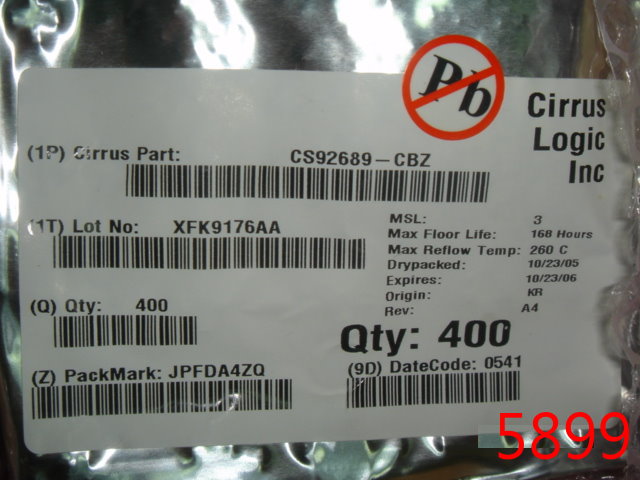 Pb
Cirrus
Logic
Inc
(1P) Cirrus Part: CS92689-CBZ
(1T) Lot No: XFK9176AA
MSL: 3
Max Floor Life: 168 Hours
Max Reflow Temp: 260 C
Drypacked: 10/23/05
Expires: 10/23/06
Origin: KR
Rev: A4
(Q) Qty: 400
Qty: 400
(Z) PackMark: JPFDA4ZQ
(9D) DateCode: 0541
5899